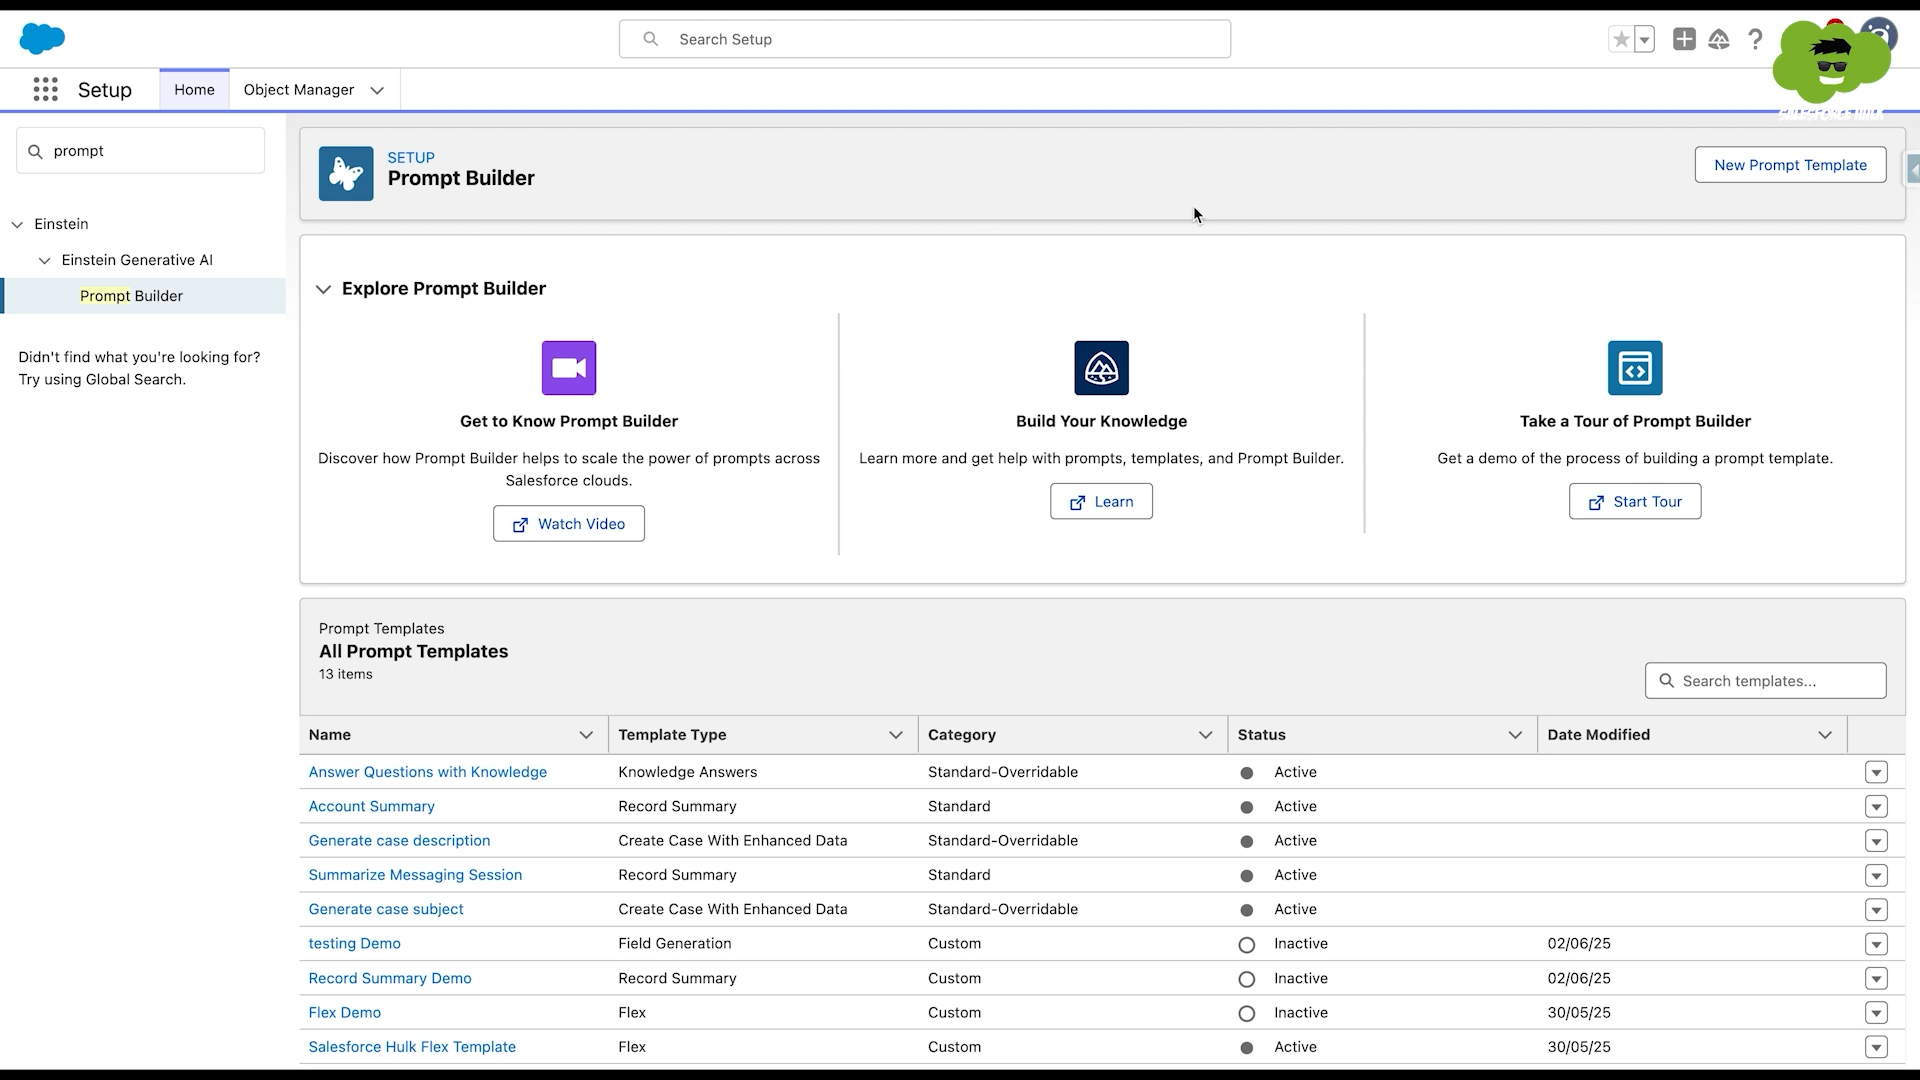 Search Setup
SALESFORCE HULK
Setup
Home
Object Manager
prompt
Einstein
Einstein Generative AI
Prompt Builder
Didn't find what you're looking for?
Try using Global Search.
SETUP
Prompt Builder
New Prompt Template
Explore Prompt Builder
Get to Know Prompt Builder
Discover how Prompt Builder helps to scale the power of prompts across
Salesforce clouds.
Watch Video
Build Your Knowledge
Learn more and get help with prompts, templates, and Prompt Builder.
Learn
Take a Tour of Prompt Builder
Get a demo of the process of building a prompt template.
Start Tour
Prompt Templates
All Prompt Templates
13 items
Search templates...
Name Template Type Category Status Date Modified
Answer Questions with Knowledge Knowledge Answers Standard-Overridable Active
Account Summary Record Summary Standard Active
Generate case description Create Case With Enhanced Data Standard-Overridable Active
Summarize Messaging Session Record Summary Standard Active
Generate case subject Create Case With Enhanced Data Standard-Overridable Active
testing Demo Field Generation Custom Inactive 02/06/25
Record Summary Demo Record Summary Custom Inactive 02/06/25
Flex Demo Flex Custom Inactive 30/05/25
Salesforce Hulk Flex Template Flex Custom Active 30/05/25